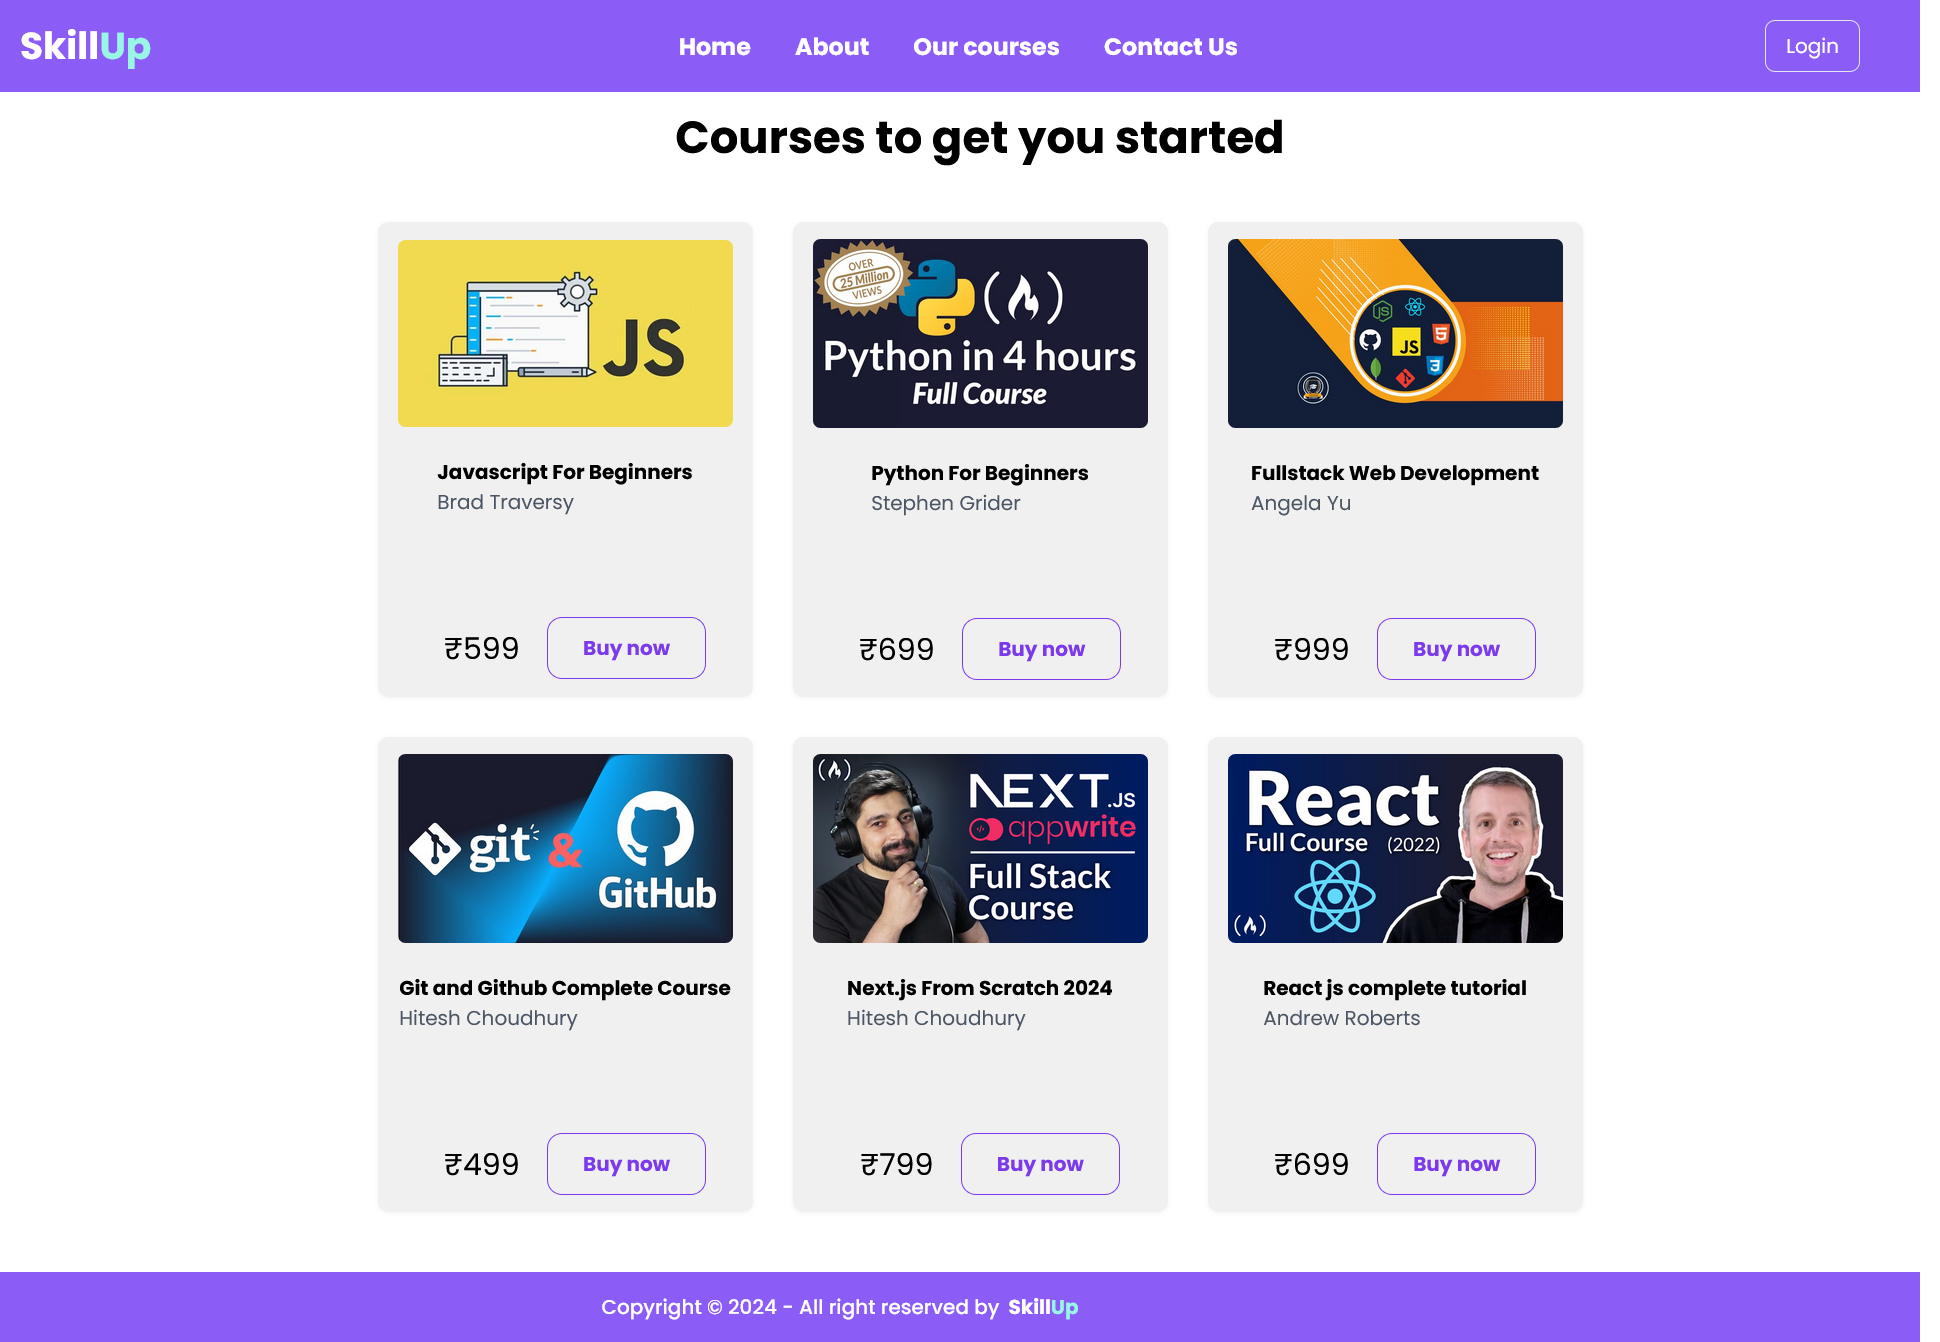 SkillUp
Home About Our courses Contact Us
Login
Courses to get you started
JS
Javascript For Beginners
Brad Traversy
₹599 Buy now
OVER
25 Million
VIEWS
Python in 4 hours
Full Course
Python For Beginners
Stephen Grider
₹699 Buy now
JS
5
JS
3
Fullstack Web Development
Angela Yu
₹999 Buy now
git & GitHub
Git and Github Complete Course
Hitesh Choudhury
₹499 Buy now
NEXT.JS
appwrite
Full Stack
Course
Next.js From Scratch 2024
Hitesh Choudhury
₹799 Buy now
React
Full Course (2022)
React js complete tutorial
Andrew Roberts
₹699 Buy now
Copyright © 2024 - All right reserved by SkillUp